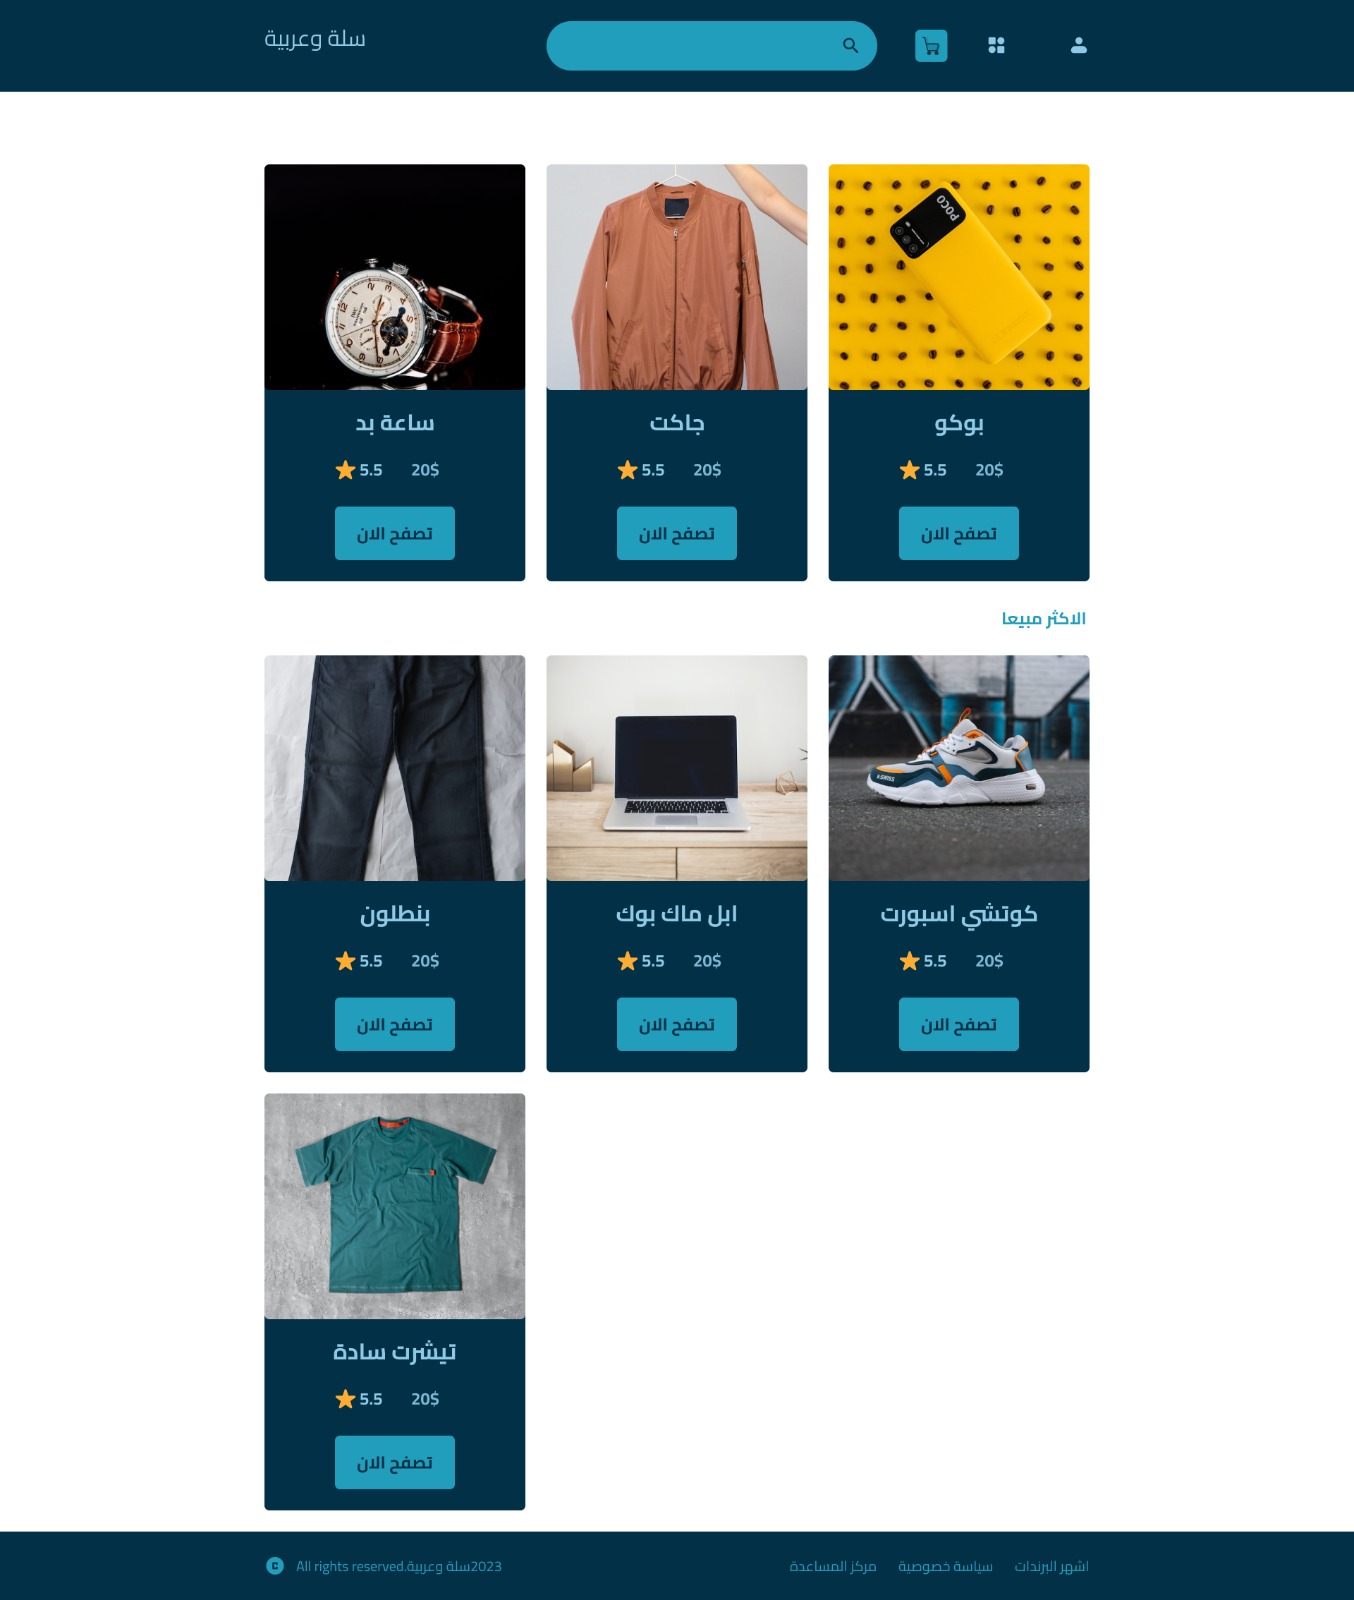 سلة وعربية
POCO
بوكو
20$ 5.5
تصفح الان
جاكت
20$ 5.5
تصفح الان
ساعة بد
20$ 5.5
تصفح الان
الاكثر مبيعا
K·SWISS
كوتشي اسبورت
20$ 5.5
تصفح الان
ابل ماك بوك
20$ 5.5
تصفح الان
بنطلون
20$ 5.5
تصفح الان
تيشرت سادة
20$ 5.5
تصفح الان
اشهر البرندات سياسة خصوصية مركز المساعدة
All rights reserved.سلة وعربية2023